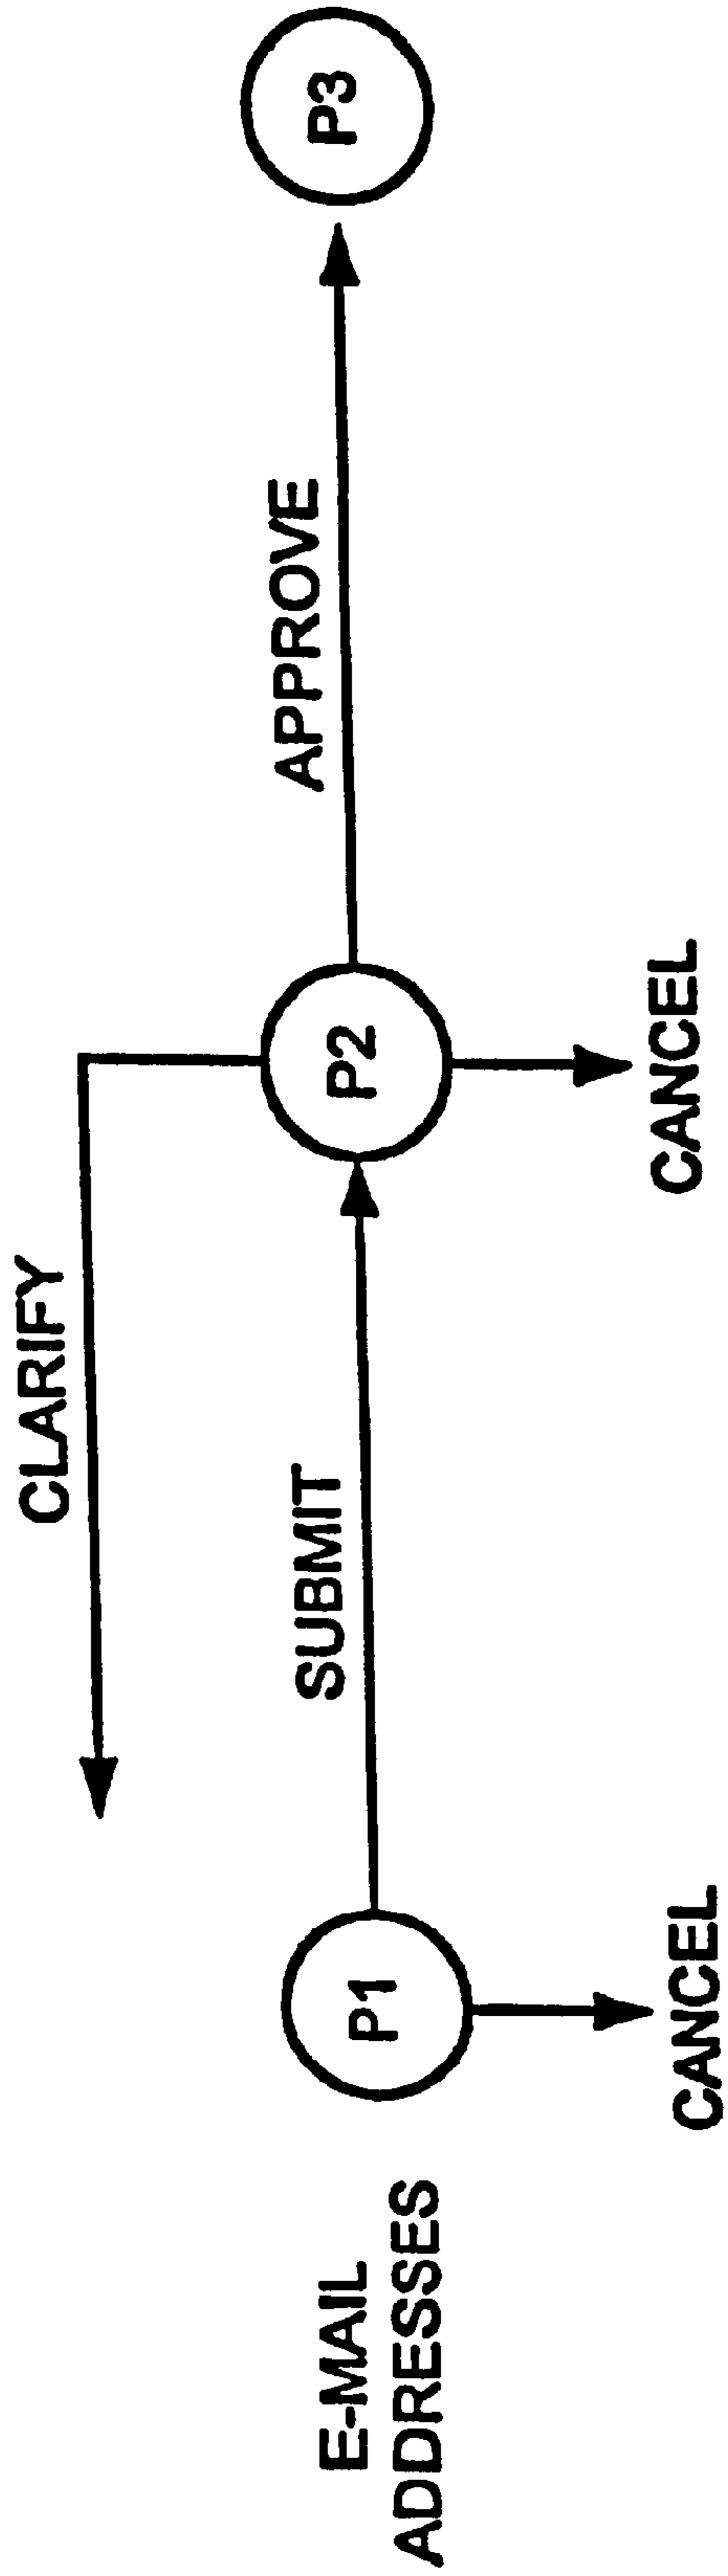 CLARIFY
E-MAIL
ADDRESSES
P1
SUBMIT
P2
APPROVE
P3
CANCEL
CANCEL